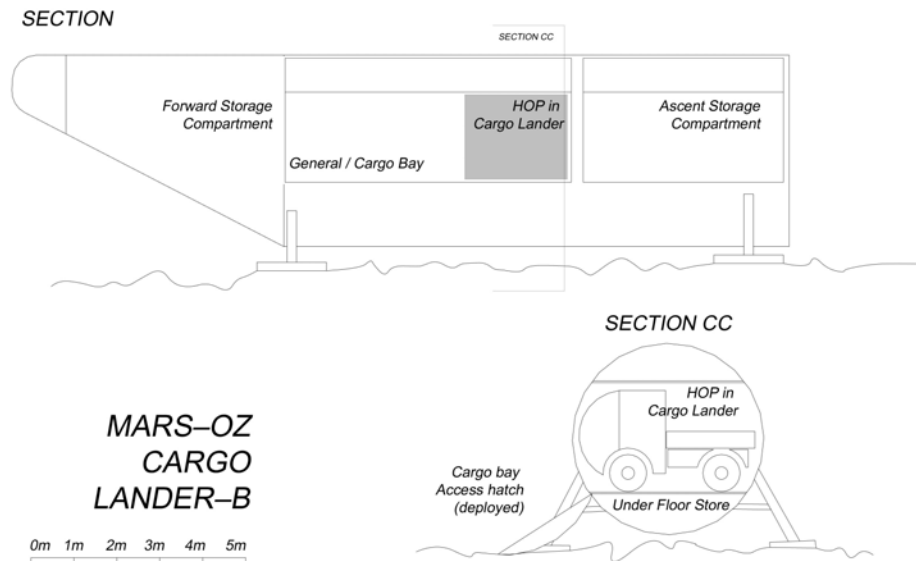 SECTION
SECTION CC
Forward Storage
Compartment
HOP in
Cargo Lander
Ascent Storage
Compartment
General / Cargo Bay
SECTION CC
HOP in
Cargo Lander
MARS–OZ
CARGO
LANDER–B
Cargo bay
Access hatch
(deployed)
Under Floor Store
0m 1m 2m 3m 4m 5m